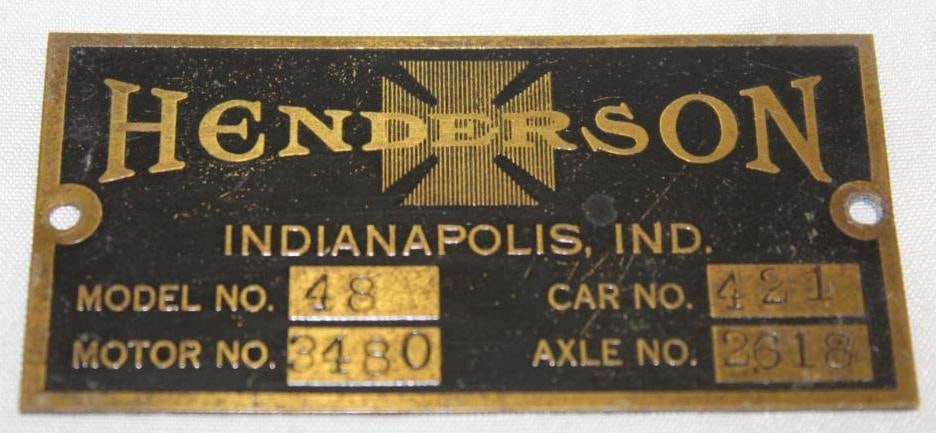 HENDERSON
INDIANAPOLIS, IND.
MODEL NO. 48 CAR NO. 421
MOTOR NO. 3480 AXLE NO. 2618